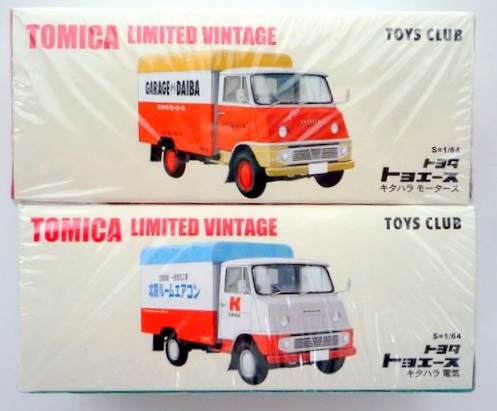 TOMICA LIMITED VINTAGE
TOYS CLUB
GARAGE DAIBA
S=1/64
トヨタ
トヨエース
キタハラ モータース
TOMICA LIMITED VINTAGE
TOYS CLUB
北原ルームエアコン
K
S=1/64
トヨタ
トヨエース
キタハラ 電気